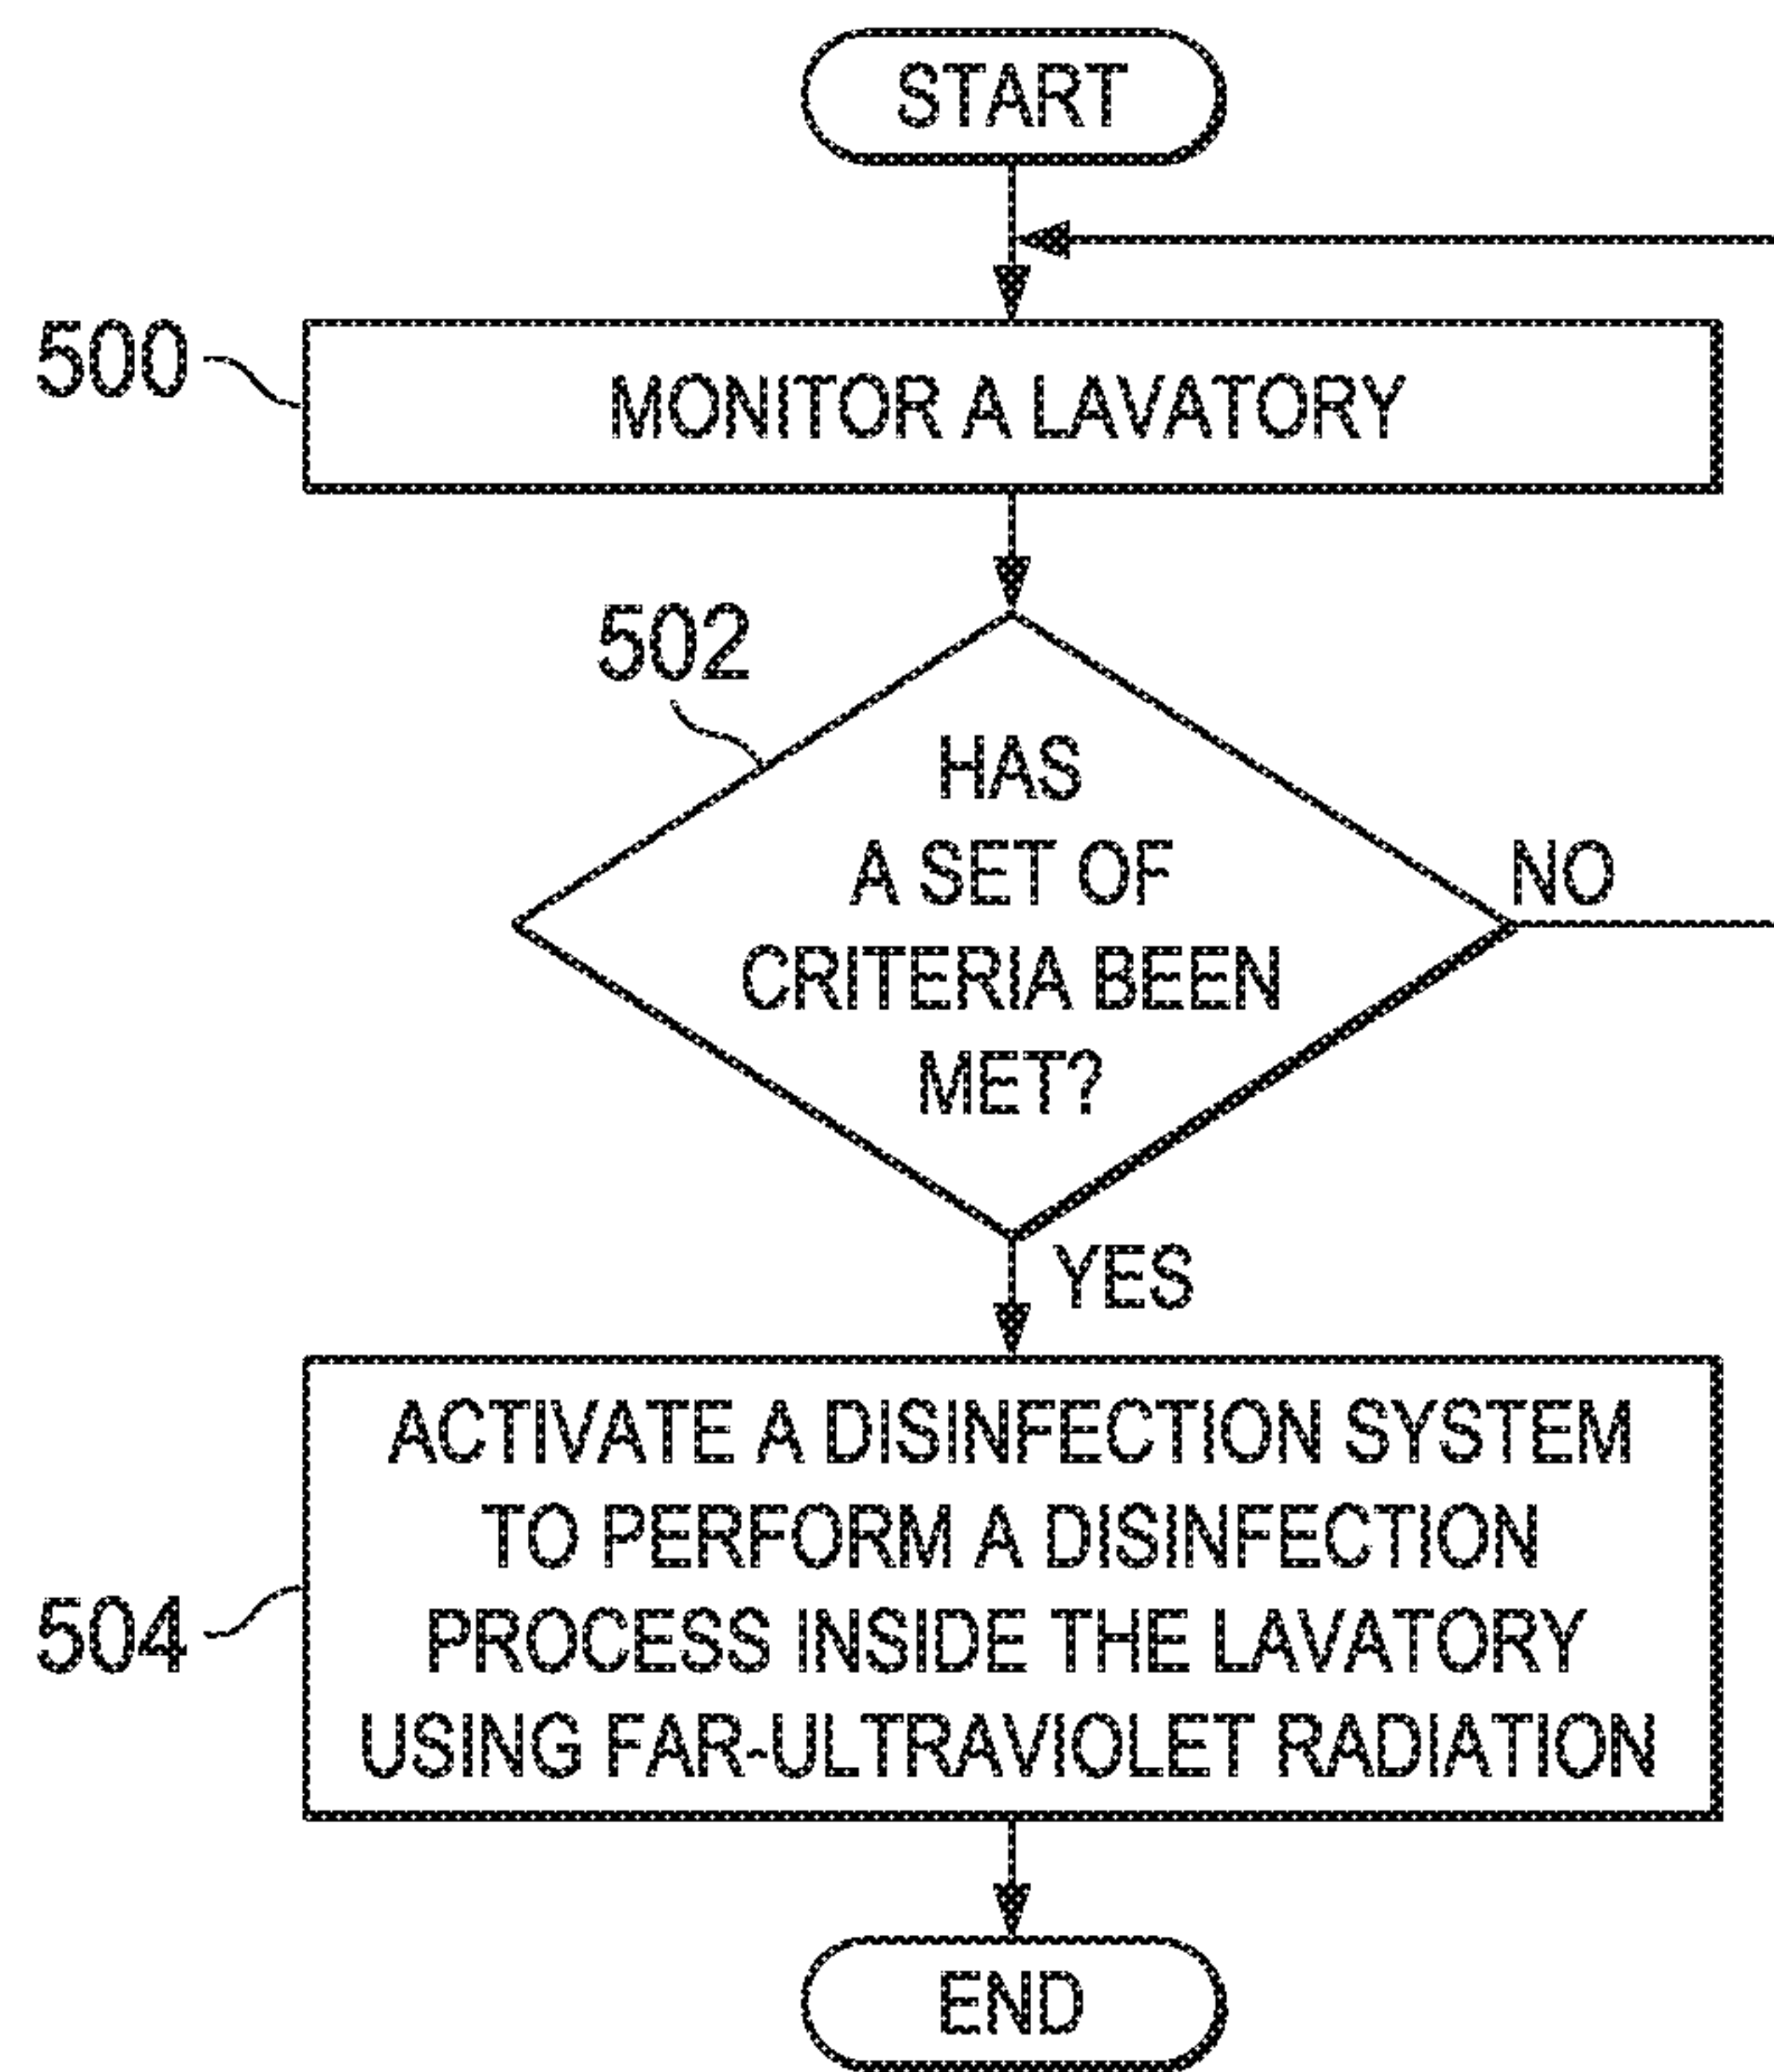 START
500
MONITOR A LAVATORY
502
HAS
A SET OF
CRITERIA BEEN
MET?
NO
YES
504
ACTIVATE A DISINFECTION SYSTEM
TO PERFORM A DISINFECTION
PROCESS INSIDE THE LAVATORY
USING FAR-ULTRAVIOLET RADIATION
END